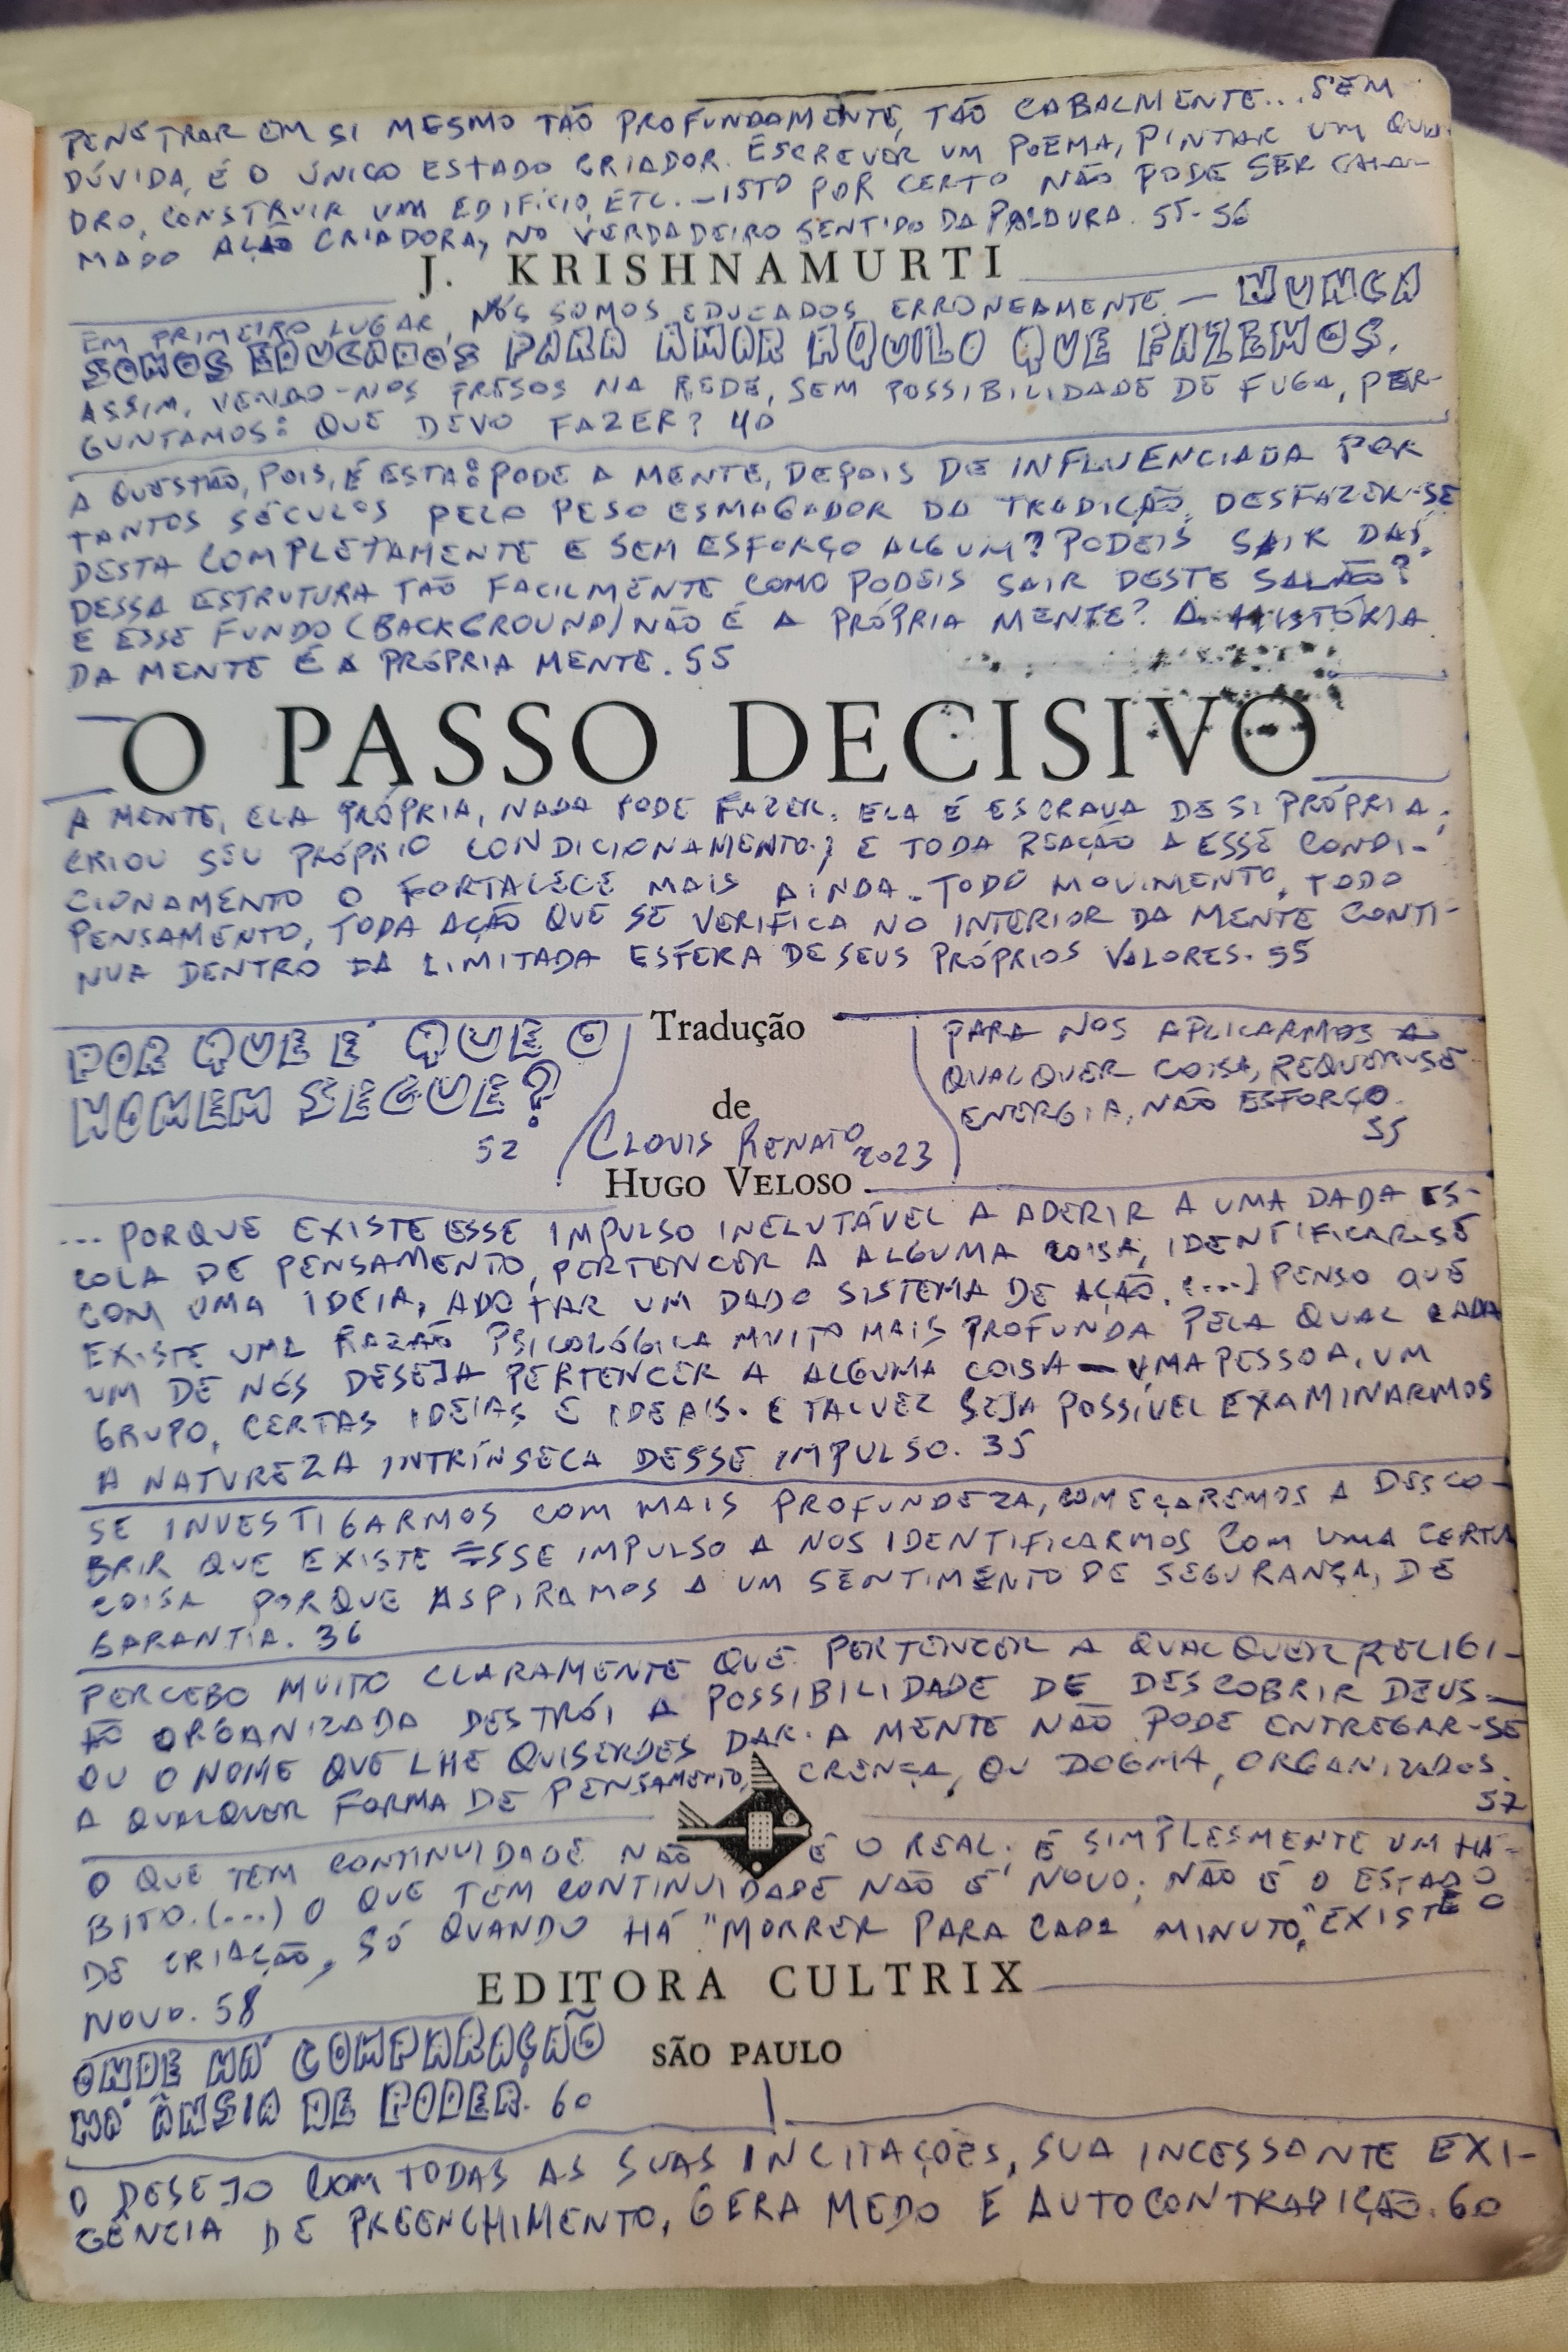 PENETRAR EM SI MESMO TÃO PROFUNDAMENTE, TÃO CABALMENTE... SEM
DÚVIDA, É O ÚNICO ESTADO CRIADOR. ESCREVER UM POEMA, PINTAR UM QUA-
DRO, CONSTRUIR UM EDIFÍCIO, ETC. — ISTO POR CERTO NÃO PODE SER CHA-
MADO AÇÃO CRIADORA, NO VERDADEIRO SENTIDO DA PALAVRA. 55-56
J. KRISHNAMURTI
EM PRIMEIRO LUGAR, NÓS SOMOS EDUCADOS ERRONEAMENTE — NUNCA
SOMOS EDUCADOS PARA AMAR AQUILO QUE FAZEMOS.
ASSIM, VENDO-NOS PRESOS NA REDE, SEM POSSIBILIDADE DE FUGA, PER-
GUNTAMOS: QUE DEVO FAZER? 40
A QUESTÃO, POIS, É ESTA: PODE A MENTE, DEPOIS DE INFLUENCIADA POR
TANTOS SÉCULOS PELO PESO ESMAGADOR DA TRADIÇÃO, DESFAZER-SE
DESTA COMPLETAMENTE E SEM ESFORÇO ALGUM? PODEIS SAIR DAÍ,
DESSA ESTRUTURA TÃO FACILMENTE COMO PODEIS SAIR DESTE SALÃO?
E ESSE FUNDO (BACKGROUND) NÃO É A PRÓPRIA MENTE? A HISTÓRIA
DA MENTE É A PRÓPRIA MENTE. 55
O PASSO DECISIVO
A MENTE, ELA PRÓPRIA, NADA PODE FAZER. ELA É ESCRAVA DE SI PRÓPRIA;
CRIOU SEU PRÓPRIO CONDICIONAMENTO; E TODA REAÇÃO A ESSE CONDI-
CIONAMENTO O FORTALECE MAIS AINDA. TODO MOVIMENTO, TODO
PENSAMENTO, TODA AÇÃO QUE SE VERIFICA NO INTERIOR DA MENTE CONTI-
NUA DENTRO DA LIMITADA ESFERA DE SEUS PRÓPRIOS VALORES. 55
POR QUE É QUE O
HOMEM SEGUE?
52
Tradução
de
CLOVIS RENATO 2023
HUGO VELOSO
PARA NOS APLICARMOS A
QUALQUER COISA, REQUER-SE
ENERGIA, NÃO ESFORÇO.
55
... PORQUE EXISTE ESSE IMPULSO INELUTÁVEL A ADERIR A UMA DADA ES-
COLA DE PENSAMENTO, PERTENCER A ALGUMA COISA, IDENTIFICAR-SE
COM UMA IDEIA, ADOTAR UM DADO SISTEMA DE AÇÃO. (...) PENSO QUE
EXISTE UMA RAZÃO PSICOLÓGICA MUITO MAIS PROFUNDA PELA QUAL CADA
UM DE NÓS DESEJA PERTENCER A ALGUMA COISA — UMA PESSOA, UM
GRUPO, CERTAS IDEIAS E IDEAIS. E TALVEZ SEJA POSSÍVEL EXAMINARMOS
A NATUREZA INTRÍNSECA DESSE IMPULSO. 35
SE INVESTIGARMOS COM MAIS PROFUNDEZA, COMEÇAREMOS A DESCO-
BRIR QUE EXISTE ESSE IMPULSO A NOS IDENTIFICARMOS COM UMA CERTA
COISA PORQUE ASPIRAMOS A UM SENTIMENTO DE SEGURANÇA, DE
GARANTIA. 36
PERCEBO MUITO CLARAMENTE QUE PERTENCER A QUALQUER RELIGI-
ÃO ORGANIZADA DESTRÓI A POSSIBILIDADE DE DESCOBRIR DEUS —
OU O NOME QUE LHE QUISERDES DAR. A MENTE NÃO PODE ENTREGAR-SE
A QUALQUER FORMA DE PENSAMENTO, CRENÇA, OU DOGMA, ORGANIZADOS.
57
O QUE TEM CONTINUIDADE NÃO É O REAL; É SIMPLESMENTE UM HÁ-
BITO. (...) O QUE TEM CONTINUIDADE NÃO É NOVO; NÃO É O ESTADO
DE CRIAÇÃO, SÓ QUANDO HÁ "MORRER PARA CADA MINUTO," EXISTE O
NOVO. 58
EDITORA CULTRIX
SÃO PAULO
ONDE HÁ COMPARAÇÃO
HÁ ÂNSIA DE PODER. 60
O DESEJO COM TODAS AS SUAS INCITAÇÕES, SUA INCESSANTE EXI-
GÊNCIA DE PREENCHIMENTO, GERA MEDO E AUTOCONTRADIÇÃO. 60